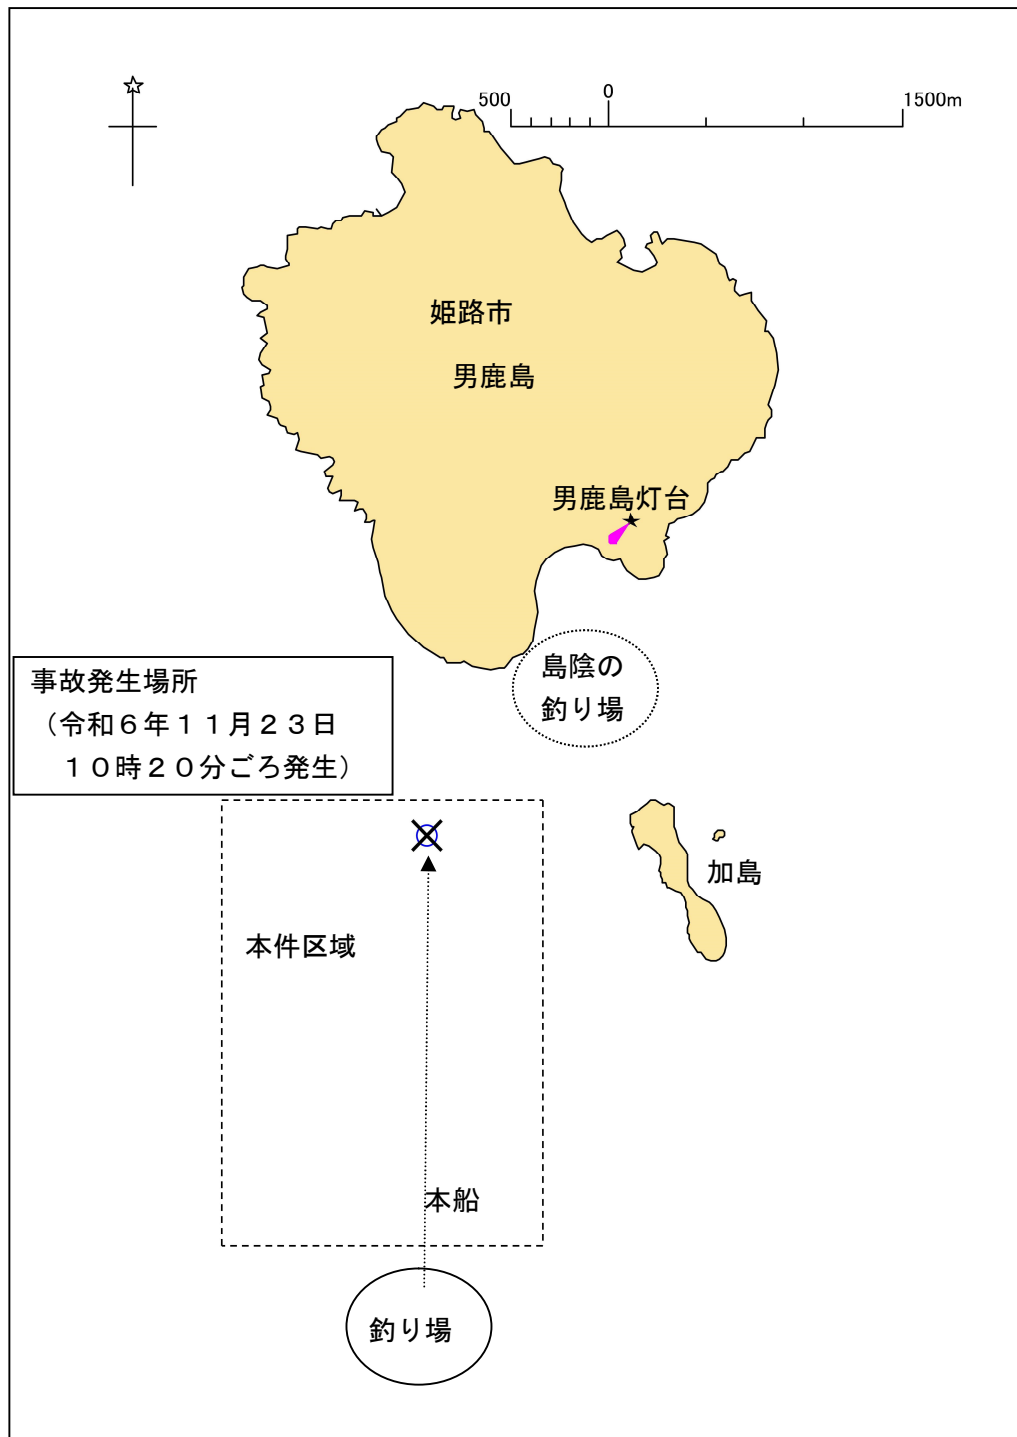 500
0
1500m
姫路市
男鹿島
男鹿島灯台
島陰の
釣り場
事故発生場所
（令和６年１１月２３日
１０時２０分ごろ発生）
加島
本件区域
本船
釣り場